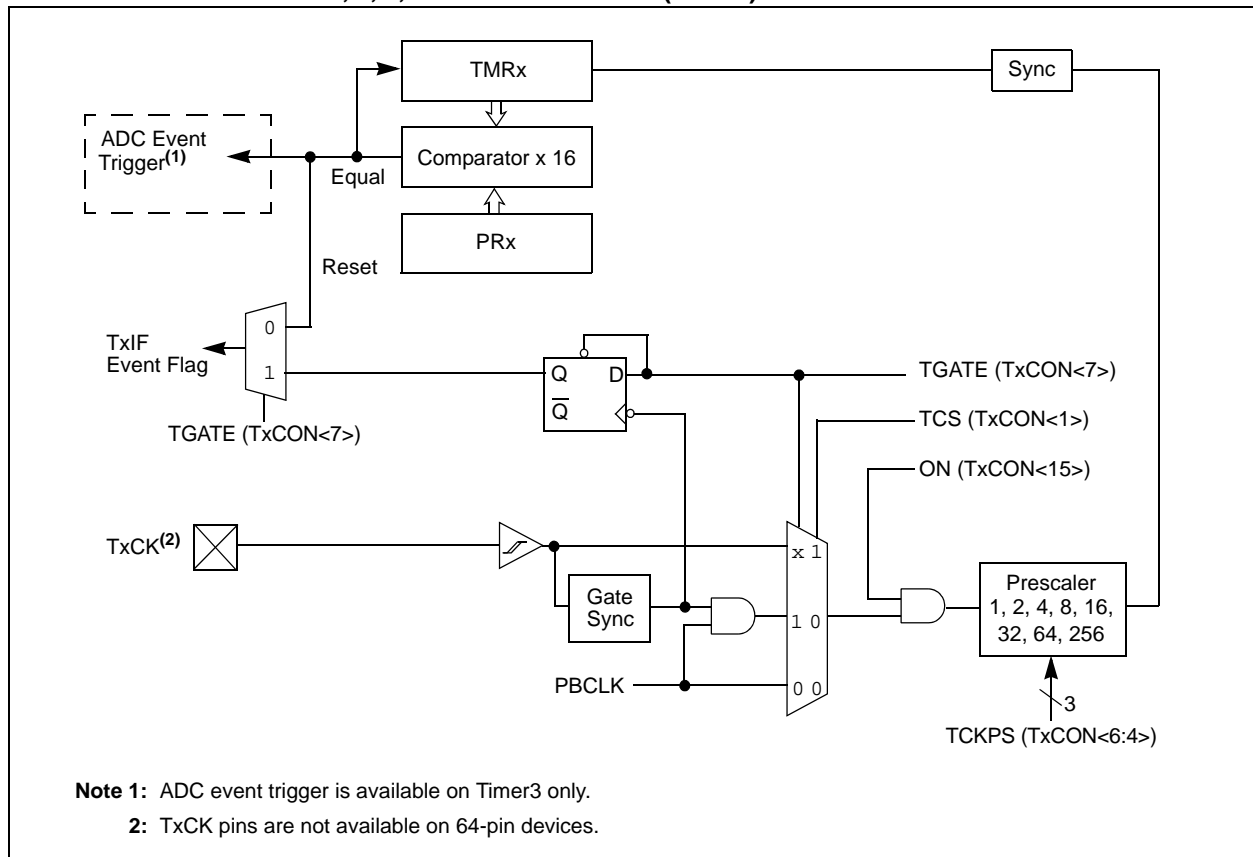 TMRx
Sync
ADC Event
Trigger(1)
Equal
Comparator x 16
PRx
Reset
0
TxIF
Event Flag
1
Q D
Q̅
TGATE (TxCON<7>)
TGATE (TxCON<7>)
TCS (TxCON<1>)
ON (TxCON<15>)
TxCK(2)
x 1
Gate
Sync
1 0
Prescaler
1, 2, 4, 8, 16,
32, 64, 256
PBCLK
0 0
3
TCKPS (TxCON<6:4>)
Note 1: ADC event trigger is available on Timer3 only.
2: TxCK pins are not available on 64-pin devices.